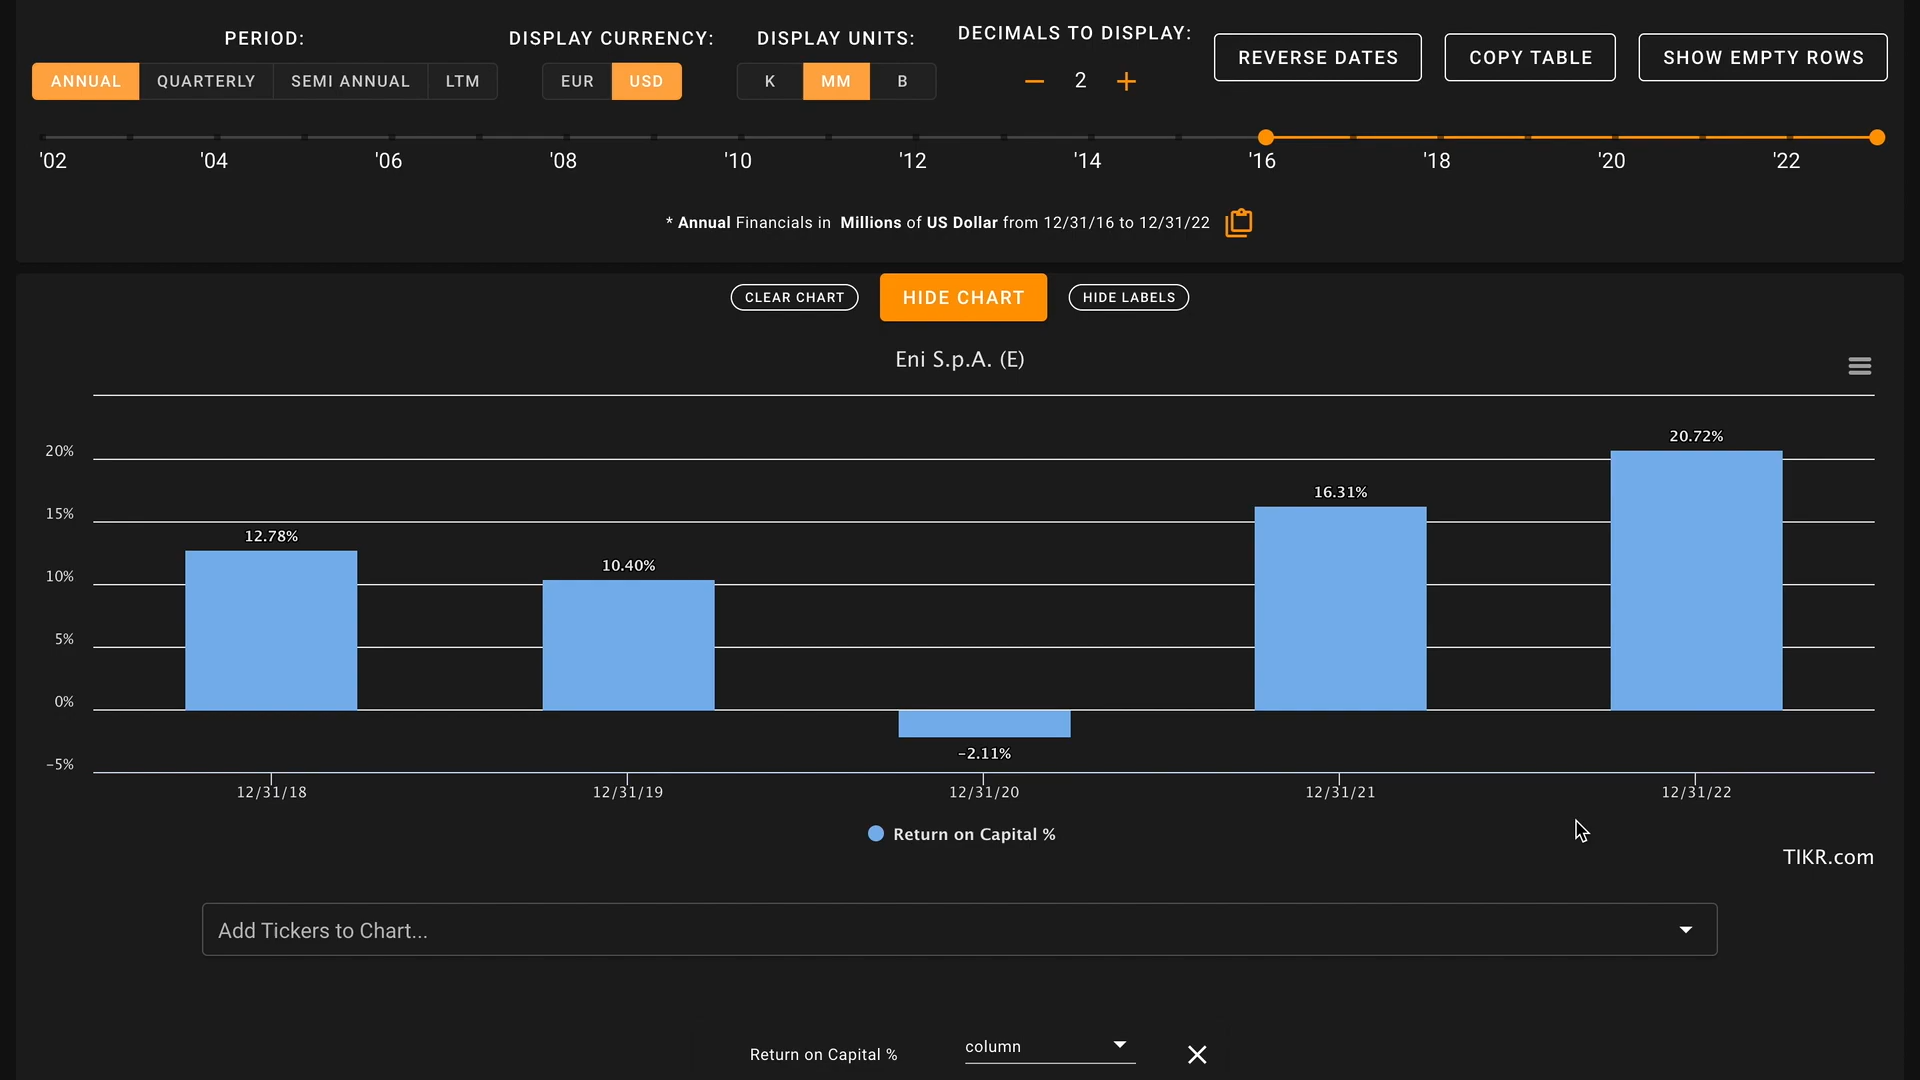 PERIOD:
DISPLAY CURRENCY:
DISPLAY UNITS:
DECIMALS TO DISPLAY:
ANNUAL QUARTERLY SEMI ANNUAL LTM
EUR USD
K MM B
2
REVERSE DATES
COPY TABLE
SHOW EMPTY ROWS
'02 '04 '06 '08 '10 '12 '14 '16 '18 '20 '22
* Annual Financials in Millions of US Dollar from 12/31/16 to 12/31/22
CLEAR CHART
HIDE CHART
HIDE LABELS
Eni S.p.A. (E)
20%
15%
10%
5%
0%
-5%
12.78%
10.40%
-2.11%
16.31%
20.72%
12/31/18 12/31/19 12/31/20 12/31/21 12/31/22
Return on Capital %
TIKR.com
Add Tickers to Chart...
Return on Capital % column